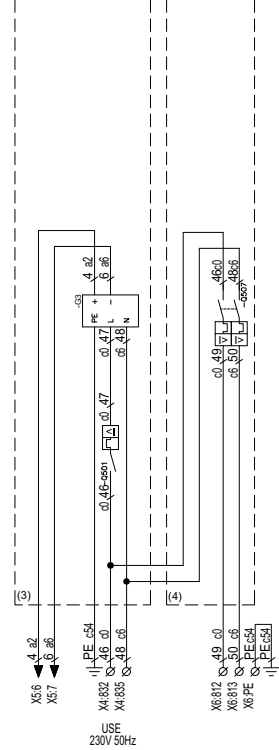 4 a2
6 a6
-G3
+
−
PE
L
N
c0 47
c6 48
c0 47
I>
-Q501
c0 46
46 c0
48 c6
-Q507
I>
I>
c0 49
c6 50
(3)
(4)
4 a2
6 a6
PE c54
46 c0
48 c6
49 c0
50 c6
PE c54
PE c54
X5:6
X5:7
X4:832
X4:835
X6:812
X6:813
X6:PE
USE
230V 50Hz